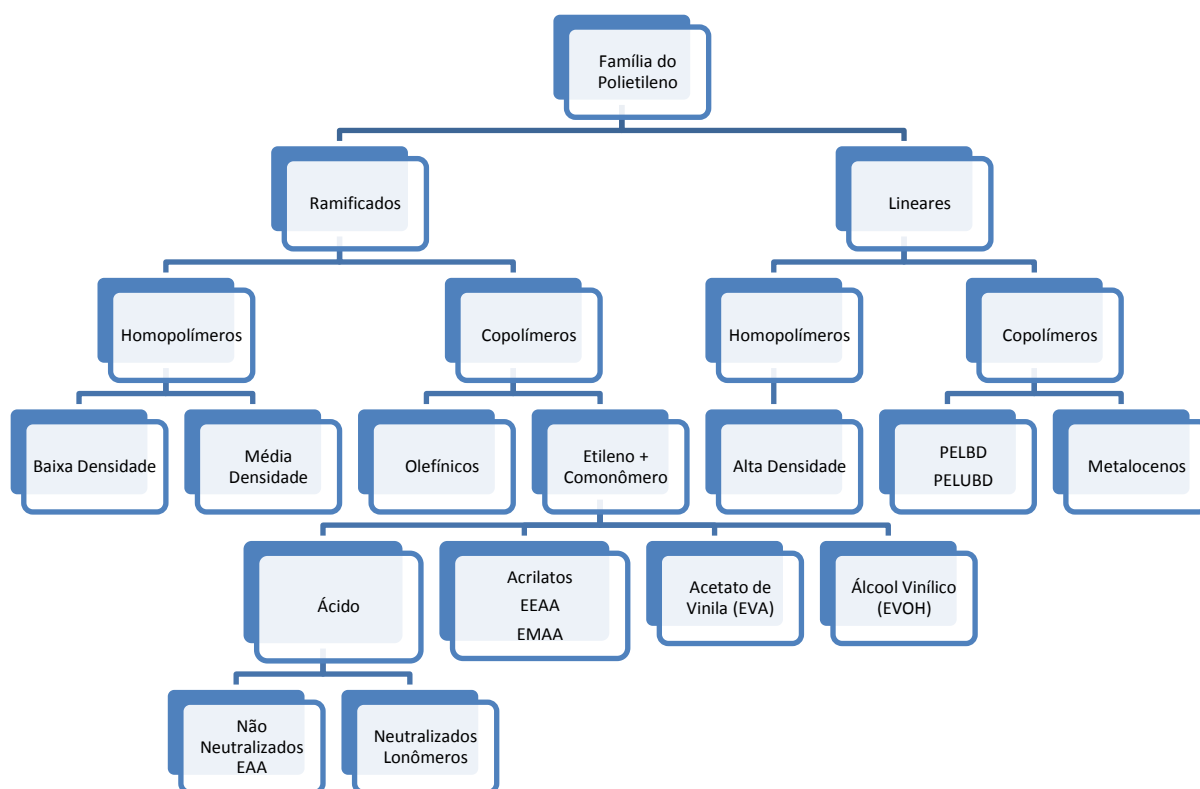 Família do
Polietileno
Ramificados
Lineares
Homopolímeros
Copolímeros
Homopolímeros
Copolímeros
Baixa Densidade
Média
Densidade
Olefínicos
Etileno +
Comonômero
Alta Densidade
PELBD
PELUBD
Metalocenos
Ácido
Acrilatos
EEAA
EMAA
Acetato de
Vinila (EVA)
Álcool Vinílico
(EVOH)
Não
Neutralizados
EAA
Neutralizados
Lonômeros